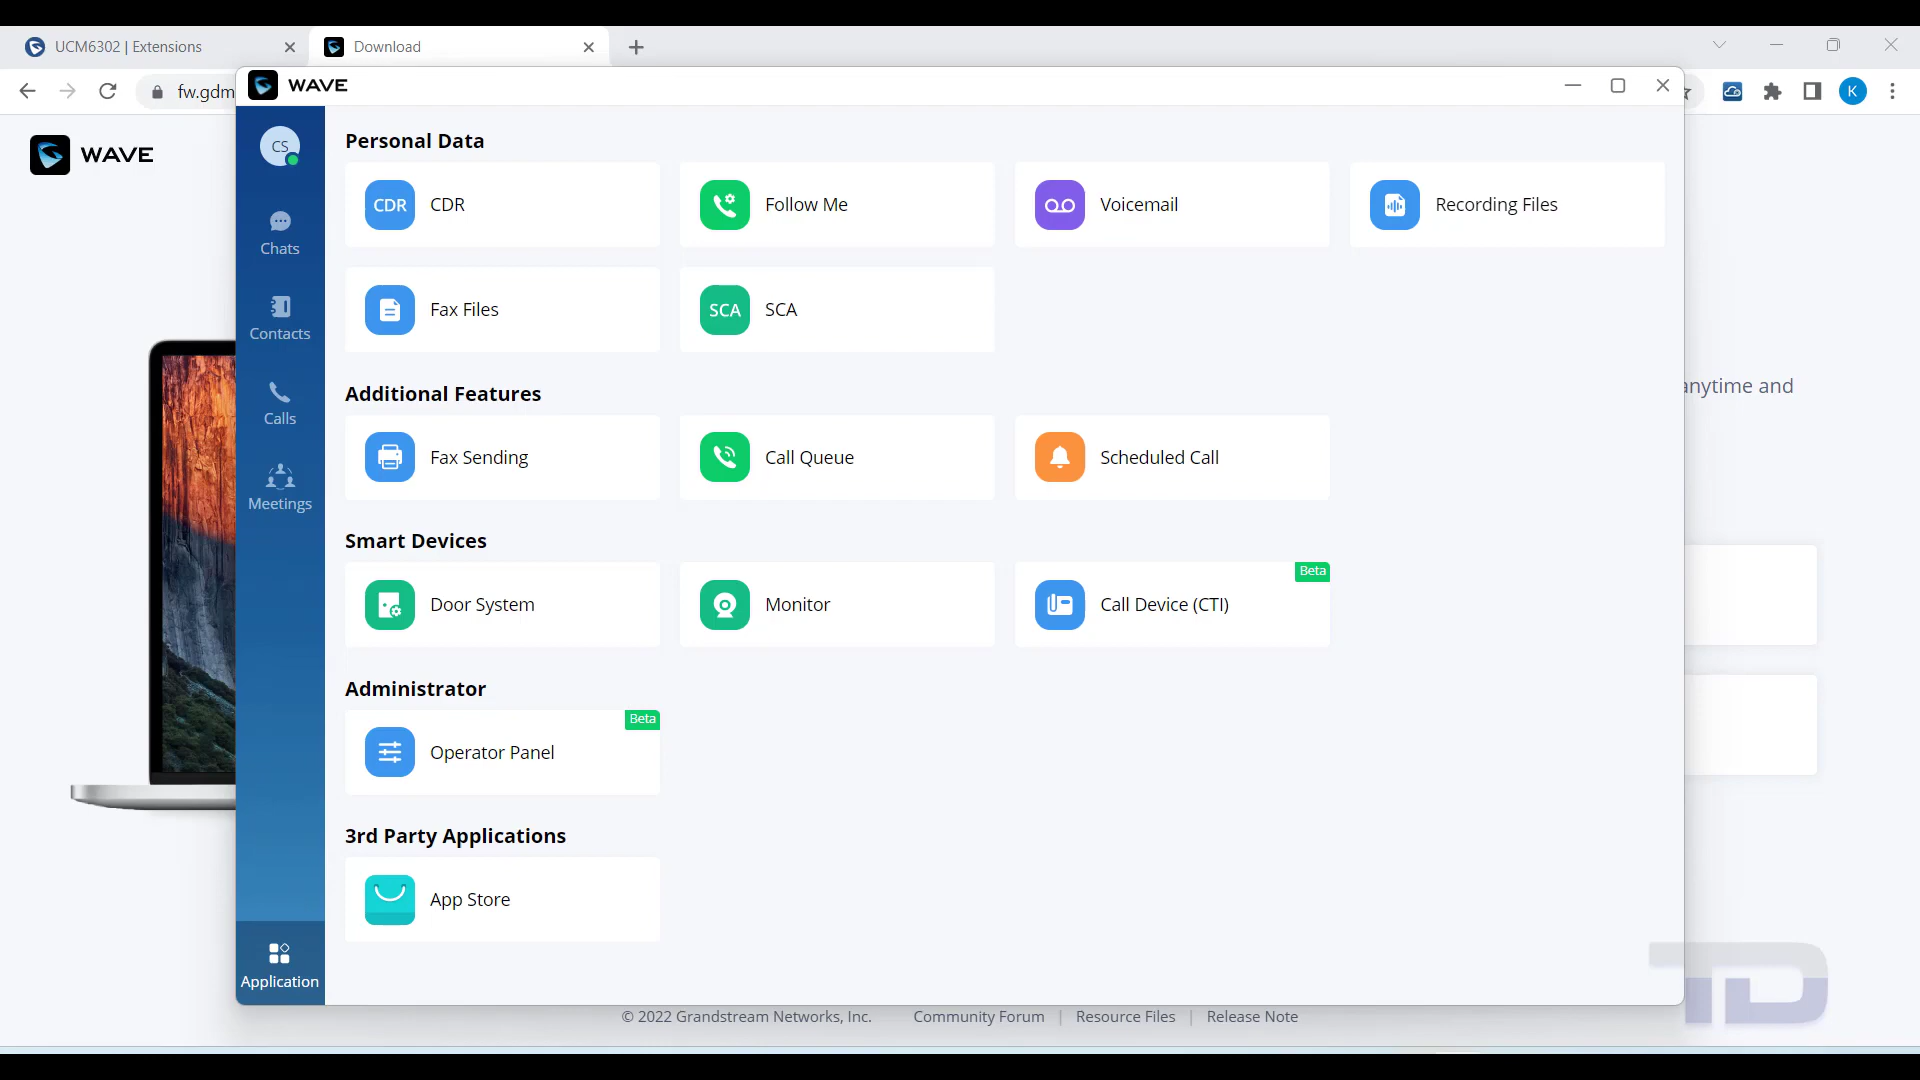 UCM6302 | Extensions
Download
fw.gdm
K
WAVE
WAVE
CS
Chats
Contacts
Calls
Meetings
Application
Personal Data
CDR CDR
Follow Me
Voicemail
Recording Files
Fax Files
SCA SCA
Additional Features
Fax Sending
Call Queue
Scheduled Call
Smart Devices
Door System
Monitor
Call Device (CTI)
Beta
Administrator
Operator Panel
Beta
3rd Party Applications
App Store
anytime and
© 2022 Grandstream Networks, Inc. Community Forum | Resource Files | Release Note
TD